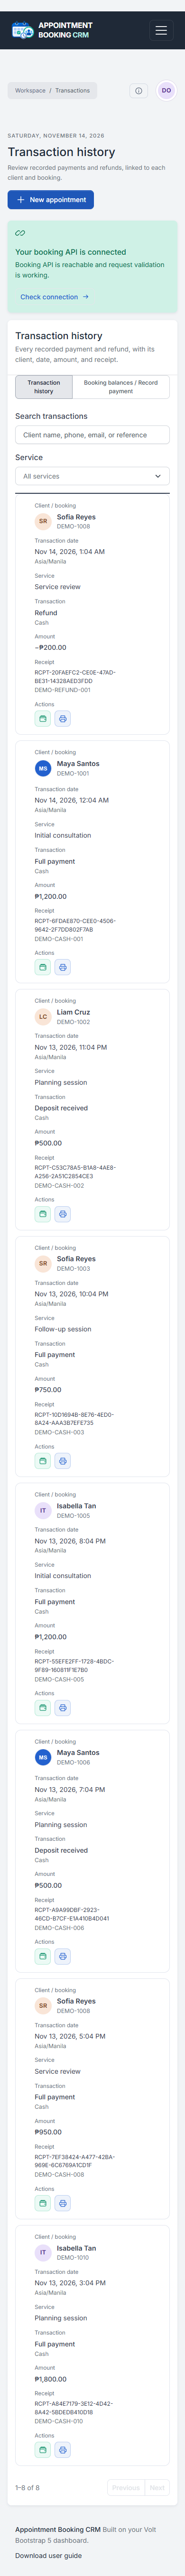 APPOINTMENT
BOOKING CRM
Workspace / Transactions
DO
SATURDAY, NOVEMBER 14, 2026
Transaction history
Review recorded payments and refunds, linked to each
client and booking.
New appointment
Your booking API is connected
Booking API is reachable and request validation
is working.
Check connection
Transaction history
Every recorded payment and refund, with its
client, date, amount, and receipt.
Transaction
history
Booking balances / Record
payment
Search transactions
Client name, phone, email, or reference
Service
All services
Client / booking
SR
Sofia Reyes
DEMO-1008
Transaction date
Nov 14, 2026, 1:04 AM
Asia/Manila
Service
Service review
Transaction
Refund
Cash
Amount
−₱200.00
Receipt
RCPT-20FAEFC2-CE0E-47AD-
BE31-14328AED3FDD
DEMO-REFUND-001
Actions
Client / booking
MS
Maya Santos
DEMO-1001
Transaction date
Nov 14, 2026, 12:04 AM
Asia/Manila
Service
Initial consultation
Transaction
Full payment
Cash
Amount
₱1,200.00
Receipt
RCPT-6FDAE870-CEE0-4506-
9642-2F7DD802F7AB
DEMO-CASH-001
Actions
Client / booking
LC
Liam Cruz
DEMO-1002
Transaction date
Nov 13, 2026, 11:04 PM
Asia/Manila
Service
Planning session
Transaction
Deposit received
Cash
Amount
₱500.00
Receipt
RCPT-C53C78A5-B1A8-4AE8-
A256-2A51C2854CE3
DEMO-CASH-002
Actions
Client / booking
SR
Sofia Reyes
DEMO-1003
Transaction date
Nov 13, 2026, 10:04 PM
Asia/Manila
Service
Follow-up session
Transaction
Full payment
Cash
Amount
₱750.00
Receipt
RCPT-10D1694B-8E76-4ED0-
8A24-AAA3B7EFE735
DEMO-CASH-003
Actions
Client / booking
IT
Isabella Tan
DEMO-1005
Transaction date
Nov 13, 2026, 8:04 PM
Asia/Manila
Service
Initial consultation
Transaction
Full payment
Cash
Amount
₱1,200.00
Receipt
RCPT-55EFE2FF-1728-4BDC-
9F89-160811F1E7B0
DEMO-CASH-005
Actions
Client / booking
MS
Maya Santos
DEMO-1006
Transaction date
Nov 13, 2026, 7:04 PM
Asia/Manila
Service
Planning session
Transaction
Deposit received
Cash
Amount
₱500.00
Receipt
RCPT-A9A99DBF-2923-
46CD-B7CF-E1A410B4D041
DEMO-CASH-006
Actions
Client / booking
SR
Sofia Reyes
DEMO-1008
Transaction date
Nov 13, 2026, 5:04 PM
Asia/Manila
Service
Service review
Transaction
Full payment
Cash
Amount
₱950.00
Receipt
RCPT-7EF38424-A477-42BA-
969E-8C6769A1CD1F
DEMO-CASH-008
Actions
Client / booking
IT
Isabella Tan
DEMO-1010
Transaction date
Nov 13, 2026, 3:04 PM
Asia/Manila
Service
Planning session
Transaction
Full payment
Cash
Amount
₱1,800.00
Receipt
RCPT-A84E7179-3E12-4D42-
8A42-5BDEDB410D18
DEMO-CASH-010
Actions
1–8 of 8
Previous
Next
Appointment Booking CRM Built on your Volt
Bootstrap 5 dashboard.
Download user guide